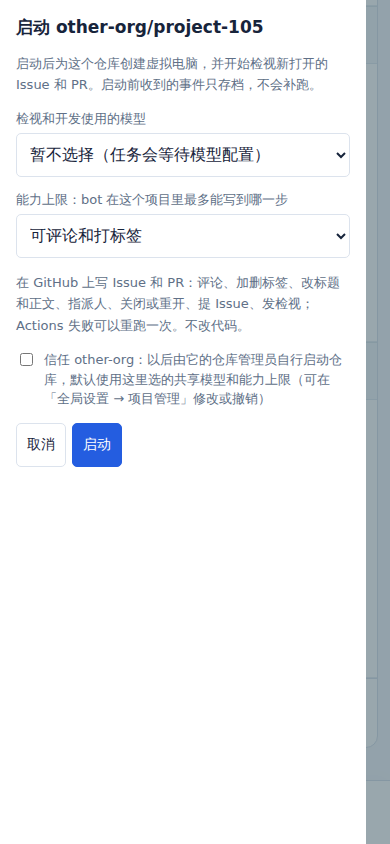 启动 other-org/project-105
启动后为这个仓库创建虚拟电脑，并开始检视新打开的
Issue 和 PR。启动前收到的事件只存档，不会补跑。
检视和开发使用的模型
暂不选择（任务会等待模型配置）
能力上限：bot 在这个项目里最多能写到哪一步
可评论和打标签
在 GitHub 上写 Issue 和 PR：评论、加删标签、改标题
和正文、指派人、关闭或重开、提 Issue、发检视；
Actions 失败可以重跑一次。不改代码。
信任 other-org：以后由它的仓库管理员自行启动仓
库，默认使用这里选的共享模型和能力上限（可在
「全局设置 → 项目管理」修改或撤销）
取消
启动